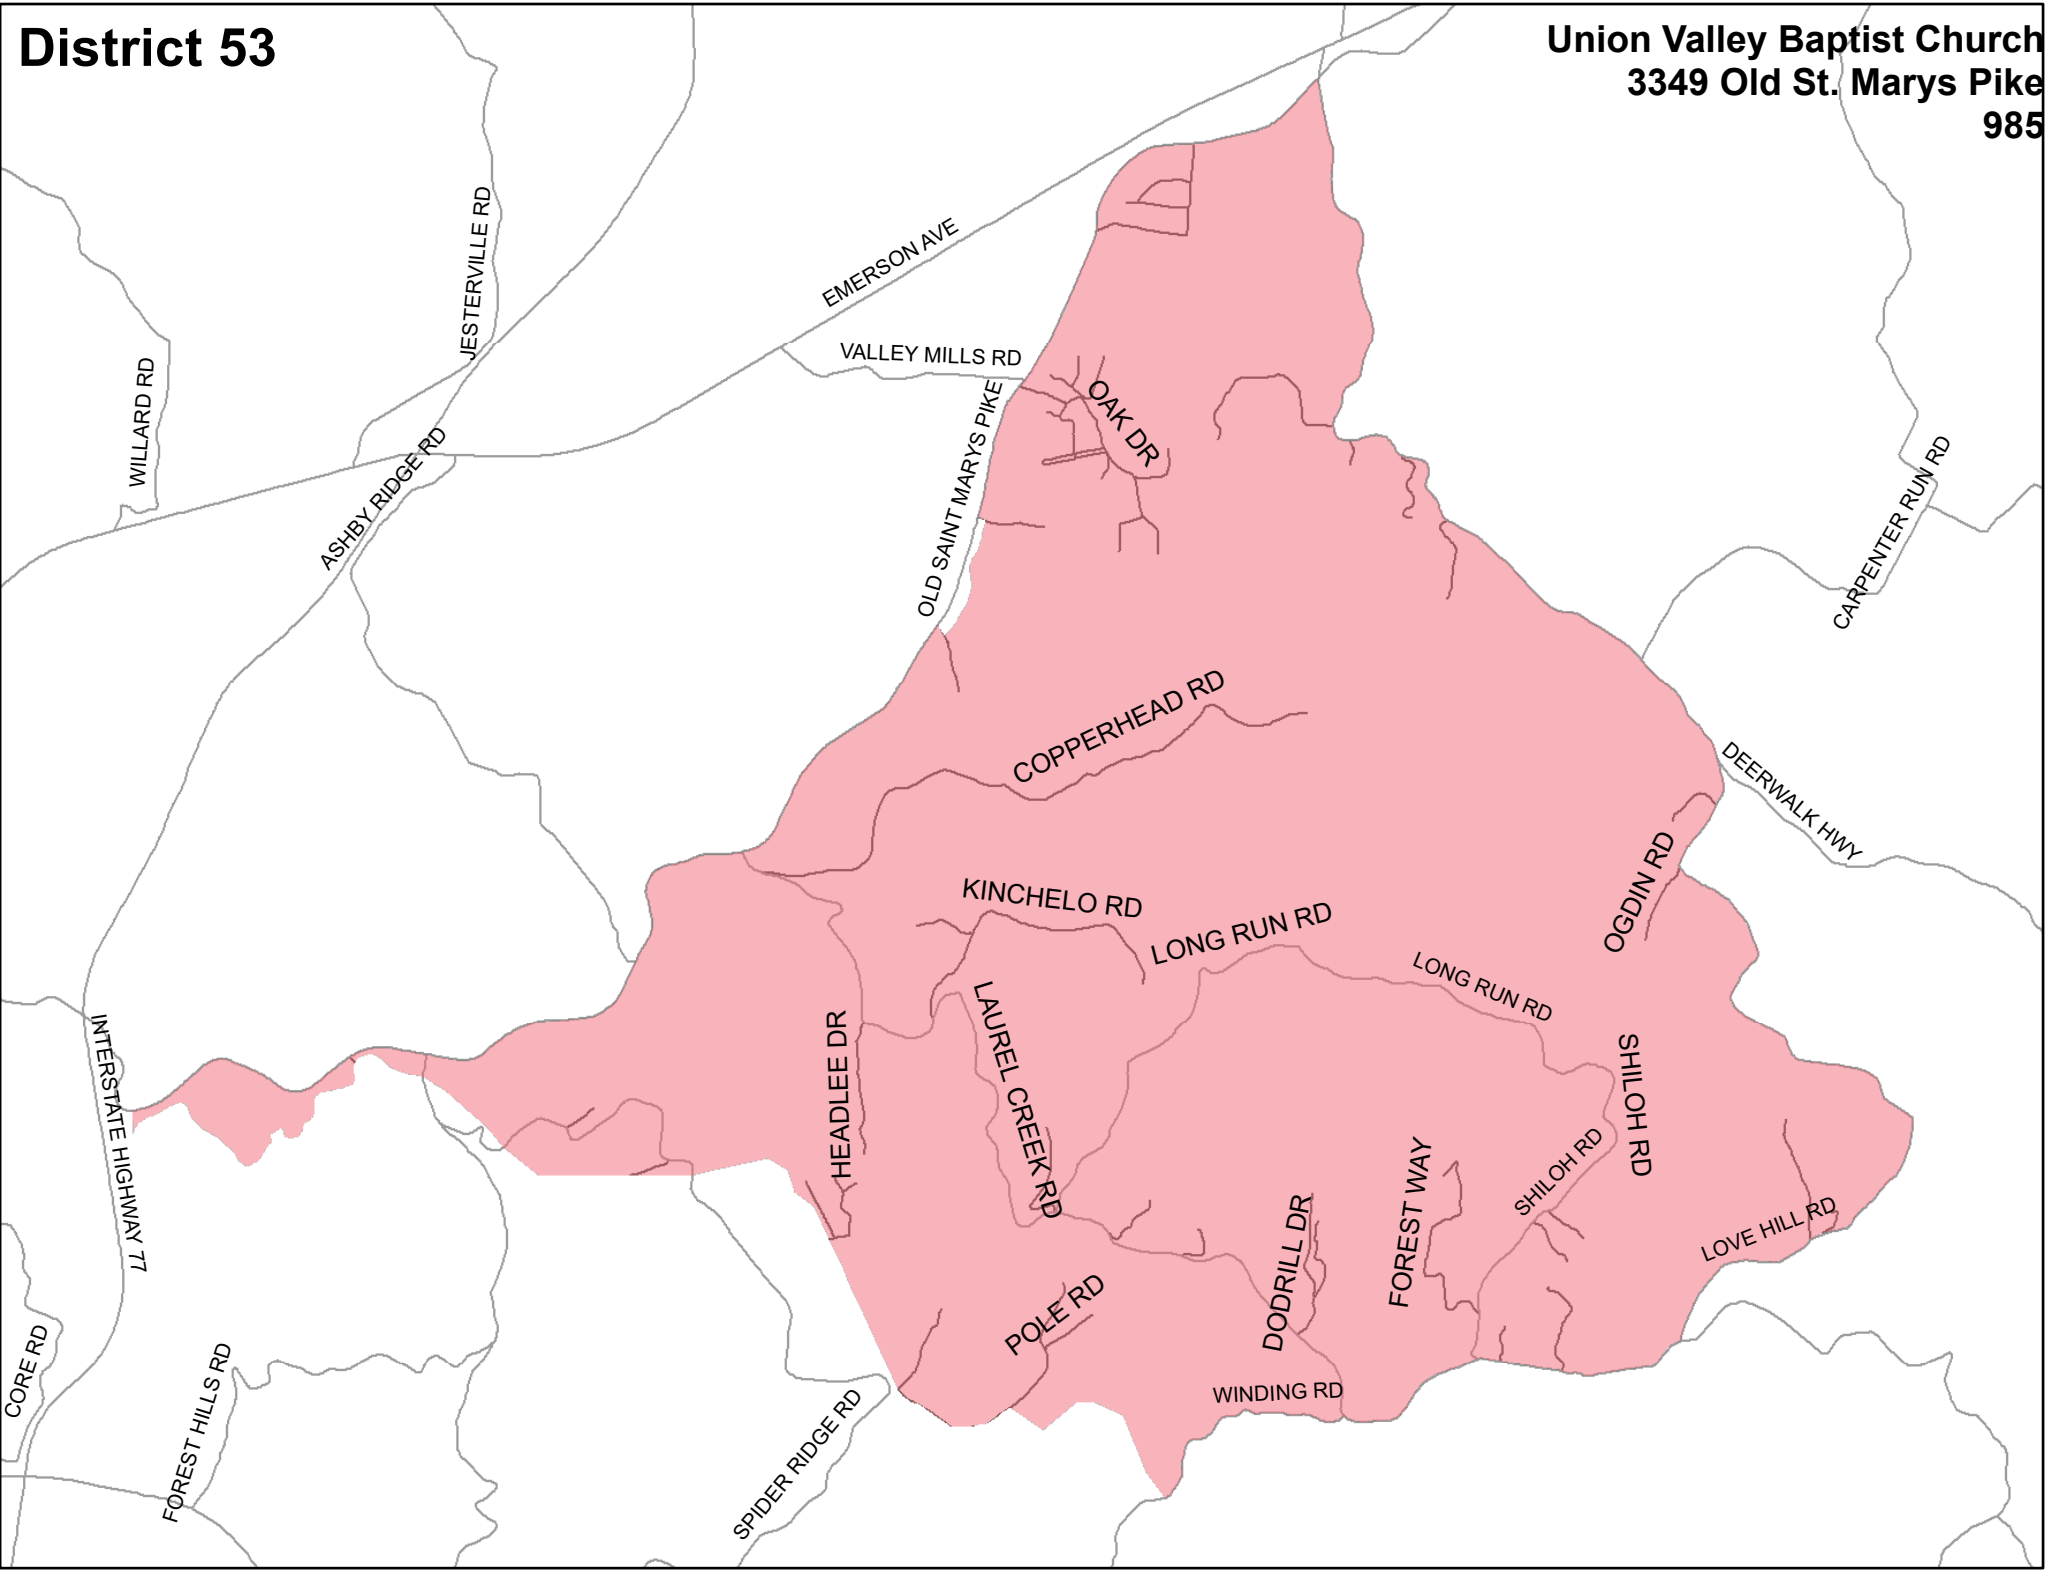 District 53
Union Valley Baptist Church
3349 Old St. Marys Pike
985
JESTERVILLE RD
EMERSON AVE
VALLEY MILLS RD
WILLARD RD
OAK DR
OLD SAINT MARYS PIKE
ASHBY RIDGE RD
CARPENTER RUN RD
COPPERHEAD RD
DEERWALK HWY
OGDIN RD
KINCHELO RD
LONG RUN RD
LONG RUN RD
LAUREL CREEK RD
HEADLEE DR
INTERSTATE HIGHWAY 77
SHILOH RD
SHILOH RD
FOREST WAY
DODRILL DR
LOVE HILL RD
POLE RD
WINDING RD
CORE RD
FOREST HILLS RD
SPIDER RIDGE RD